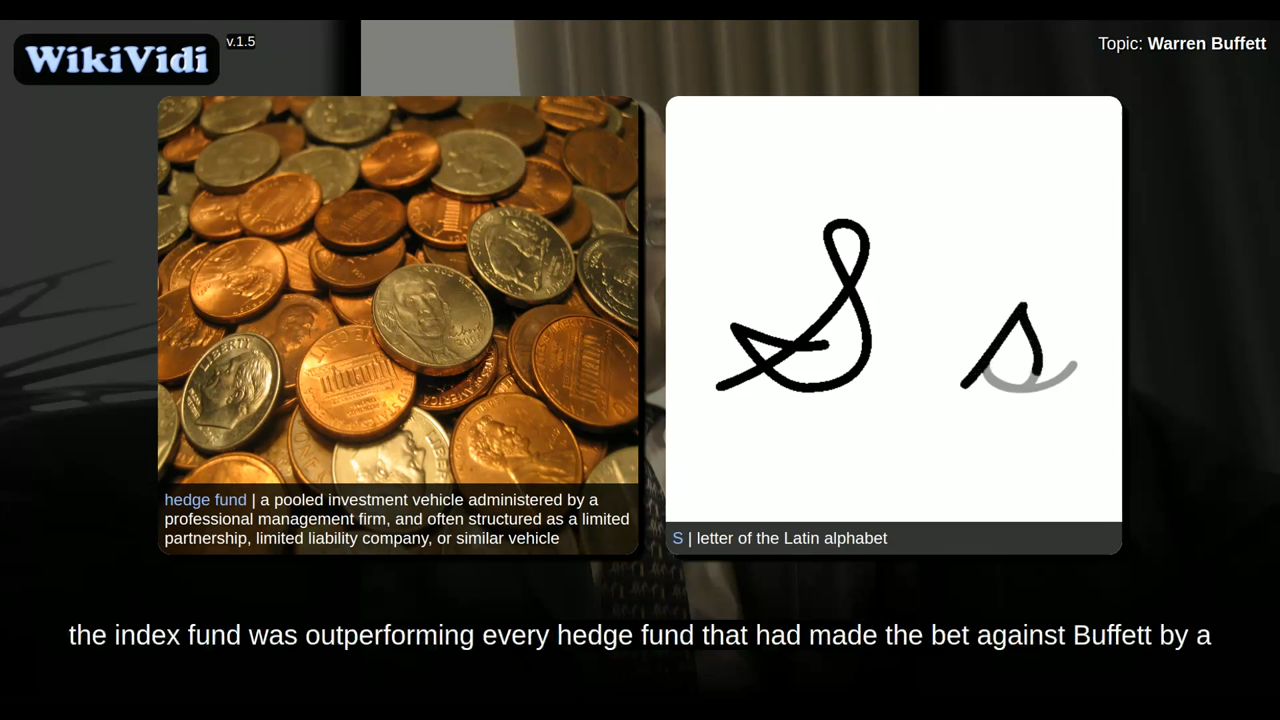 WikiVidi
v.1.5
Topic: Warren Buffett
LIBERTY
hedge fund | a pooled investment vehicle administered by a
professional management firm, and often structured as a limited
partnership, limited liability company, or similar vehicle
S s
S | letter of the Latin alphabet
the index fund was outperforming every hedge fund that had made the bet against Buffett by a